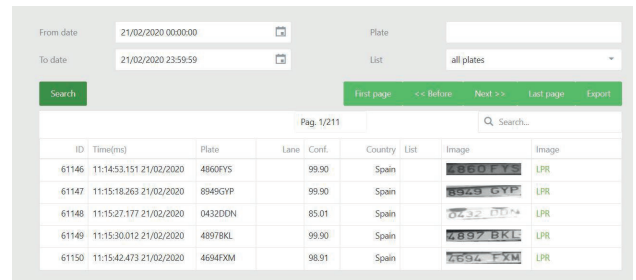 From date 21/02/2020 00:00:00 Plate
To date 21/02/2020 23:59:59 List all plates
Search First page << Before Next >> Last page Export
Pag. 1/211 Search...
ID Time(ms) Plate Lane Conf. Country List Image Image
61146 11:14:53.151 21/02/2020 4860FYS 99.90 Spain 4860 FYS LPR
61147 11:15:18.263 21/02/2020 8949GYP 99.90 Spain 8949 GYP LPR
61148 11:15:27.177 21/02/2020 0432DDN 85.01 Spain 0432 DDN LPR
61149 11:15:30.012 21/02/2020 4897BKL 99.90 Spain 4897 BKL LPR
61150 11:15:42.473 21/02/2020 4694FXM 98.91 Spain 4694 FXM LPR